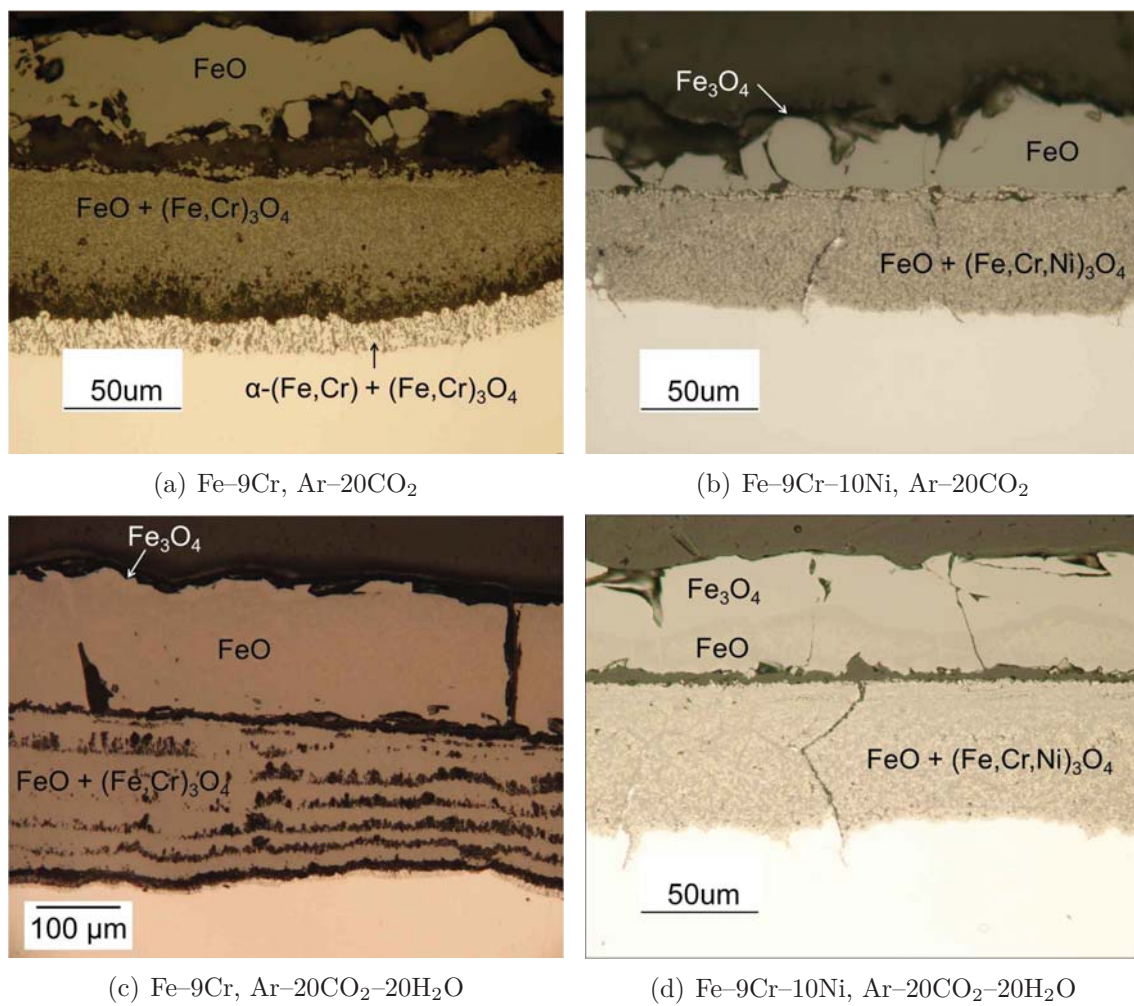 FeO
FeO + (Fe,Cr)₃O₄
50um
α-(Fe,Cr) + (Fe,Cr)₃O₄
(a) Fe–9Cr, Ar–20CO₂
Fe₃O₄
FeO
FeO + (Fe,Cr,Ni)₃O₄
50um
(b) Fe–9Cr–10Ni, Ar–20CO₂
Fe₃O₄
FeO
FeO + (Fe,Cr)₃O₄
100 µm
(c) Fe–9Cr, Ar–20CO₂–20H₂O
Fe₃O₄
FeO
FeO + (Fe,Cr,Ni)₃O₄
50um
(d) Fe–9Cr–10Ni, Ar–20CO₂–20H₂O